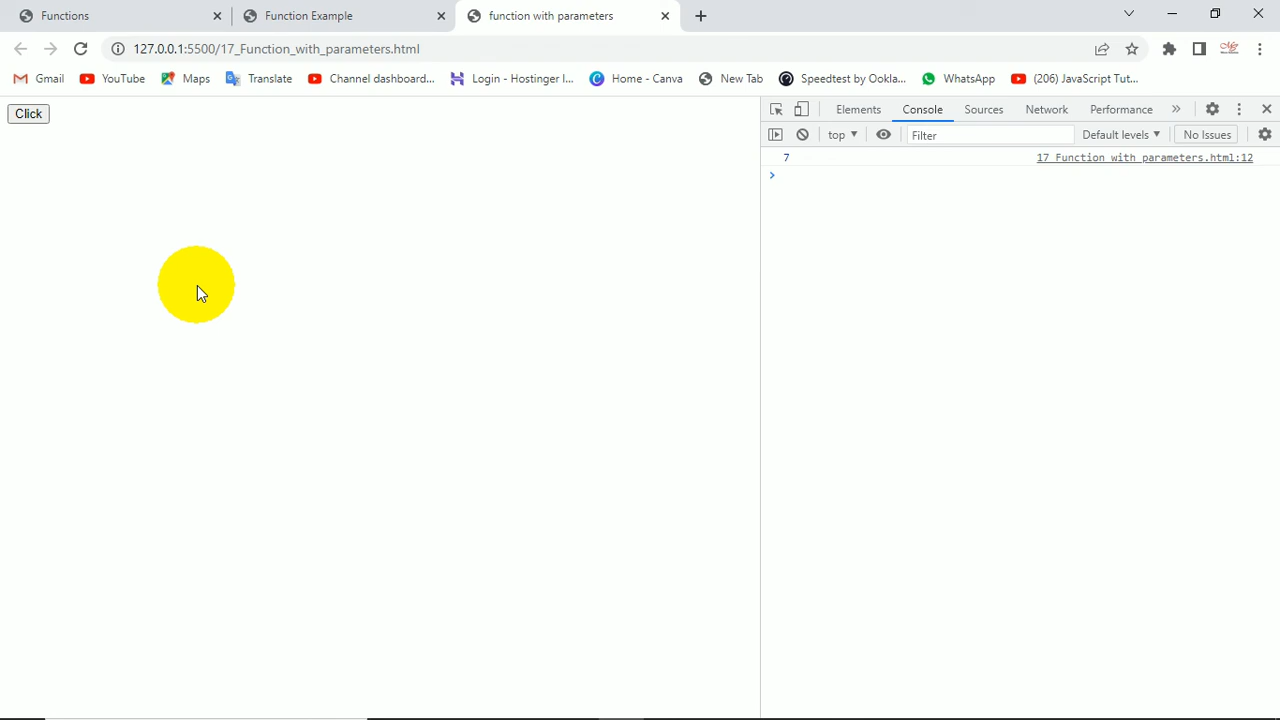 Functions
Function Example
function with parameters
127.0.0.1:5500/17_Function_with_parameters.html
Gmail
YouTube
Maps
Translate
Channel dashboard...
Login - Hostinger I...
Home - Canva
New Tab
Speedtest by Ookla...
WhatsApp
(206) JavaScript Tut...
Click
Elements
Console
Sources
Network
Performance
top
Filter
Default levels
No Issues
7
17 Function with parameters.html:12